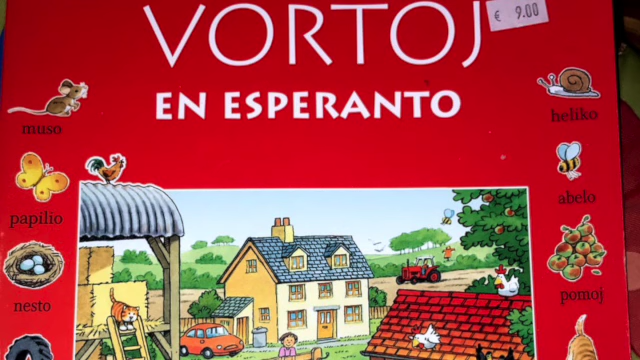 VORTOJ
€ 9.00
EN ESPERANTO
muso
heliko
papilio
abelo
nesto
pomoj